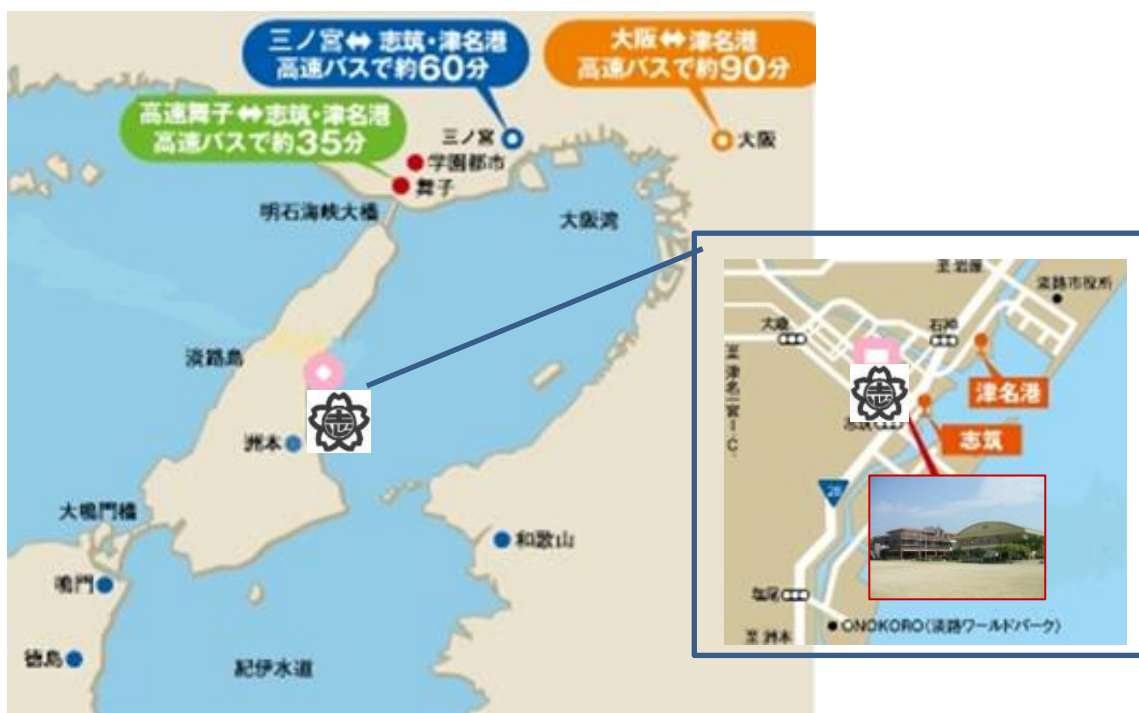 三ノ宮⇔志筑・津名港
高速バスで約60分
大阪⇔津名港
高速バスで約90分
高速舞子⇔志筑・津名港
高速バスで約35分
三ノ宮
大阪
学園都市
舞子
明石海峡大橋
大阪湾
淡路島
志
洲本
大鳴門橋
鳴門
徳島
和歌山
紀伊水道
至 岩屋
淡路市役所
大歳
石神
至 津名一宮I.C.
志
津名港
志筑
志筑
28
塩尾
至 洲本
ONOKORO(淡路ワールドパーク)